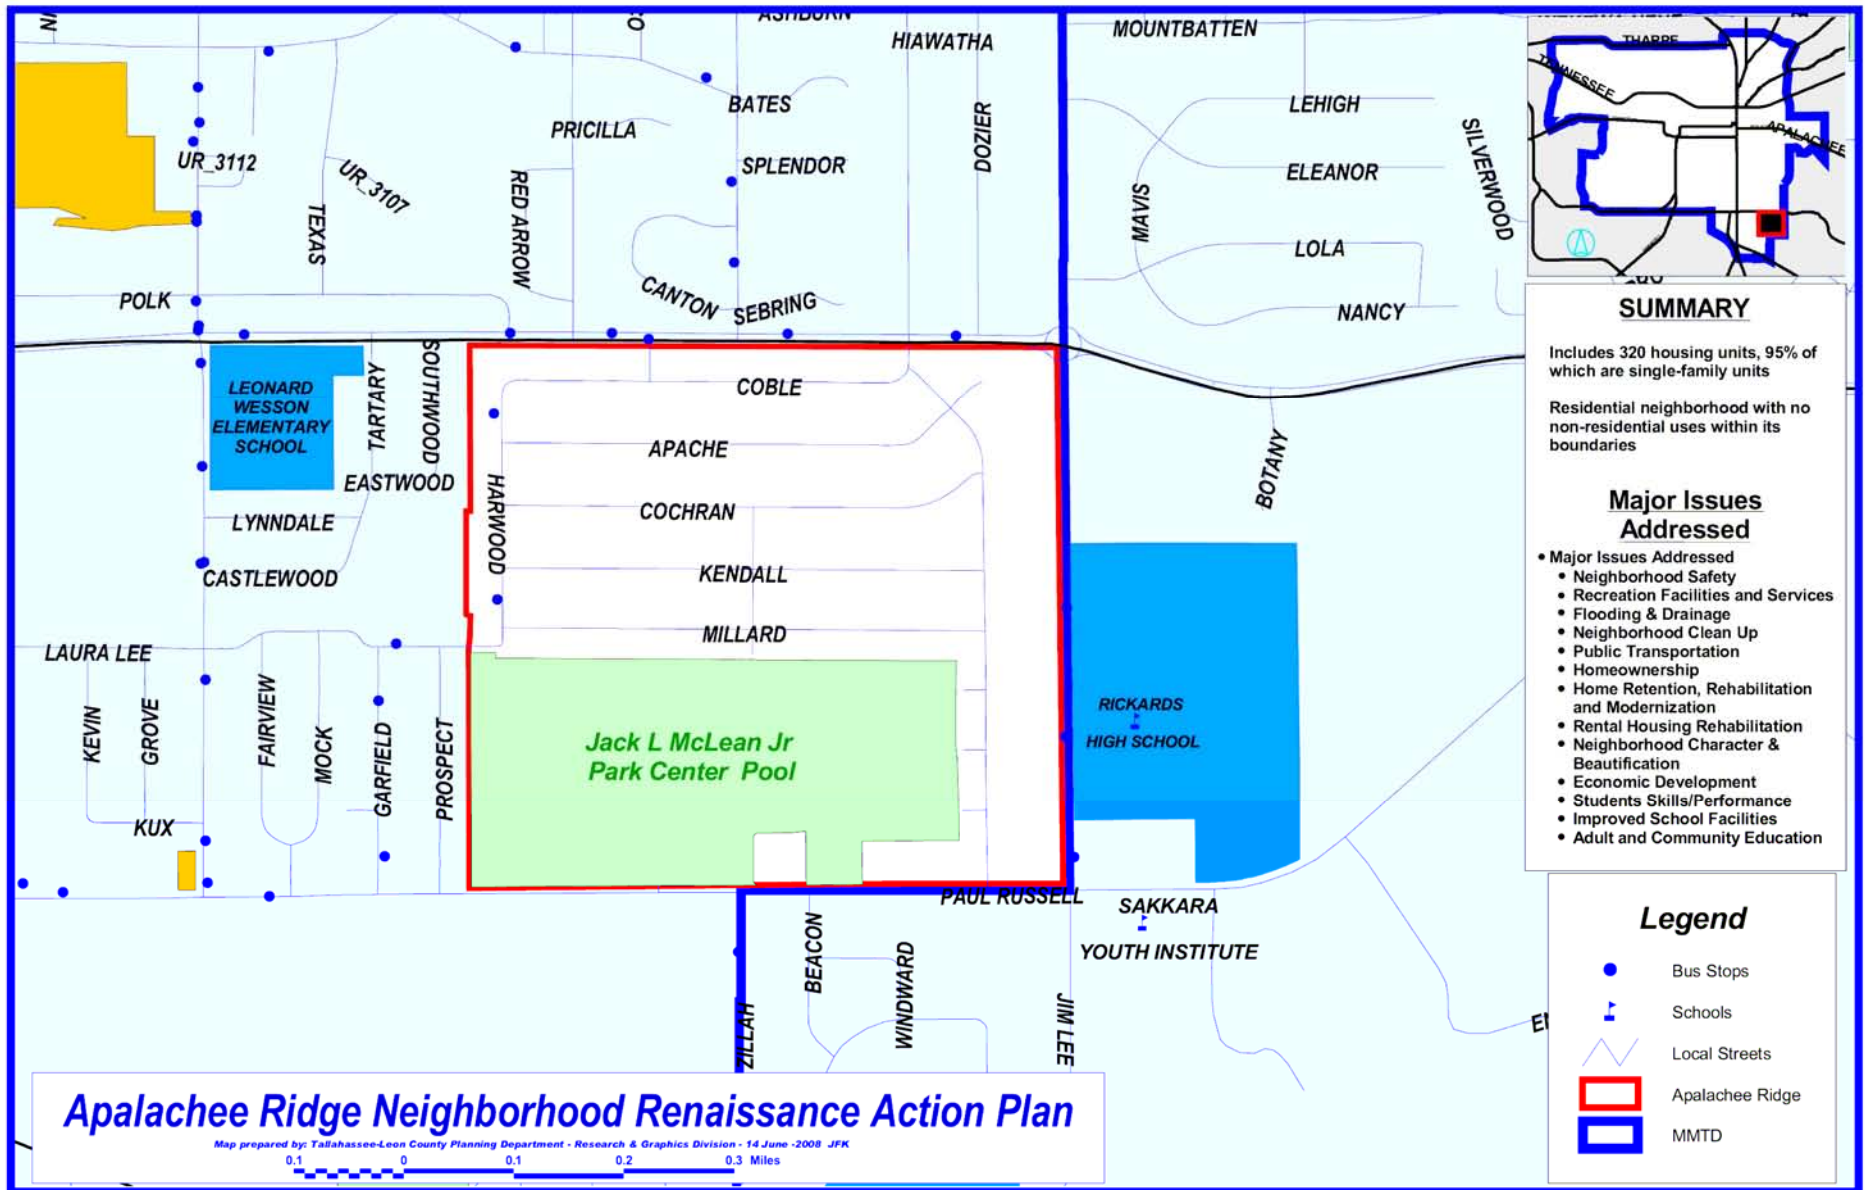 ASHBURN
HIAWATHA
MOUNTBATTEN
BATES
PRICILLA
DOZIER
LEHIGH
SILVERWOOD
UR_3112
UR_3107
SPLENDOR
ELEANOR
RED ARROW
TEXAS
MAVIS
LOLA
CANTON
SEBRING
POLK
NANCY
THARPE
TENNESSEE
APALACHEE
LEONARD
WESSON
ELEMENTARY
SCHOOL
TARTARY
SOUTHWOOD
COBLE
APACHE
EASTWOOD
HARWOOD
COCHRAN
BOTANY
LYNNDALE
CASTLEWOOD
KENDALL
MILLARD
LAURA LEE
KEVIN
GROVE
FAIRVIEW
MOCK
GARFIELD
PROSPECT
KUX
Jack L McLean Jr
Park Center Pool
RICKARDS
HIGH SCHOOL
PAUL RUSSELL
SAKKARA
YOUTH INSTITUTE
BEACON
WINDWARD
ZILLAH
JIM LEE
SUMMARY
Includes 320 housing units, 95% of
which are single-family units
Residential neighborhood with no
non-residential uses within its
boundaries
Major Issues
Addressed
• Major Issues Addressed
• Neighborhood Safety
• Recreation Facilities and Services
• Flooding & Drainage
• Neighborhood Clean Up
• Public Transportation
• Homeownership
• Home Retention, Rehabilitation
and Modernization
• Rental Housing Rehabilitation
• Neighborhood Character &
Beautification
• Economic Development
• Students Skills/Performance
• Improved School Facilities
• Adult and Community Education
Legend
Bus Stops
Schools
Local Streets
Apalachee Ridge
MMTD
Apalachee Ridge Neighborhood Renaissance Action Plan
Map prepared by: Tallahassee-Leon County Planning Department - Research & Graphics Division - 14 June -2008 JFK
0.1 0 0.1 0.2 0.3 Miles